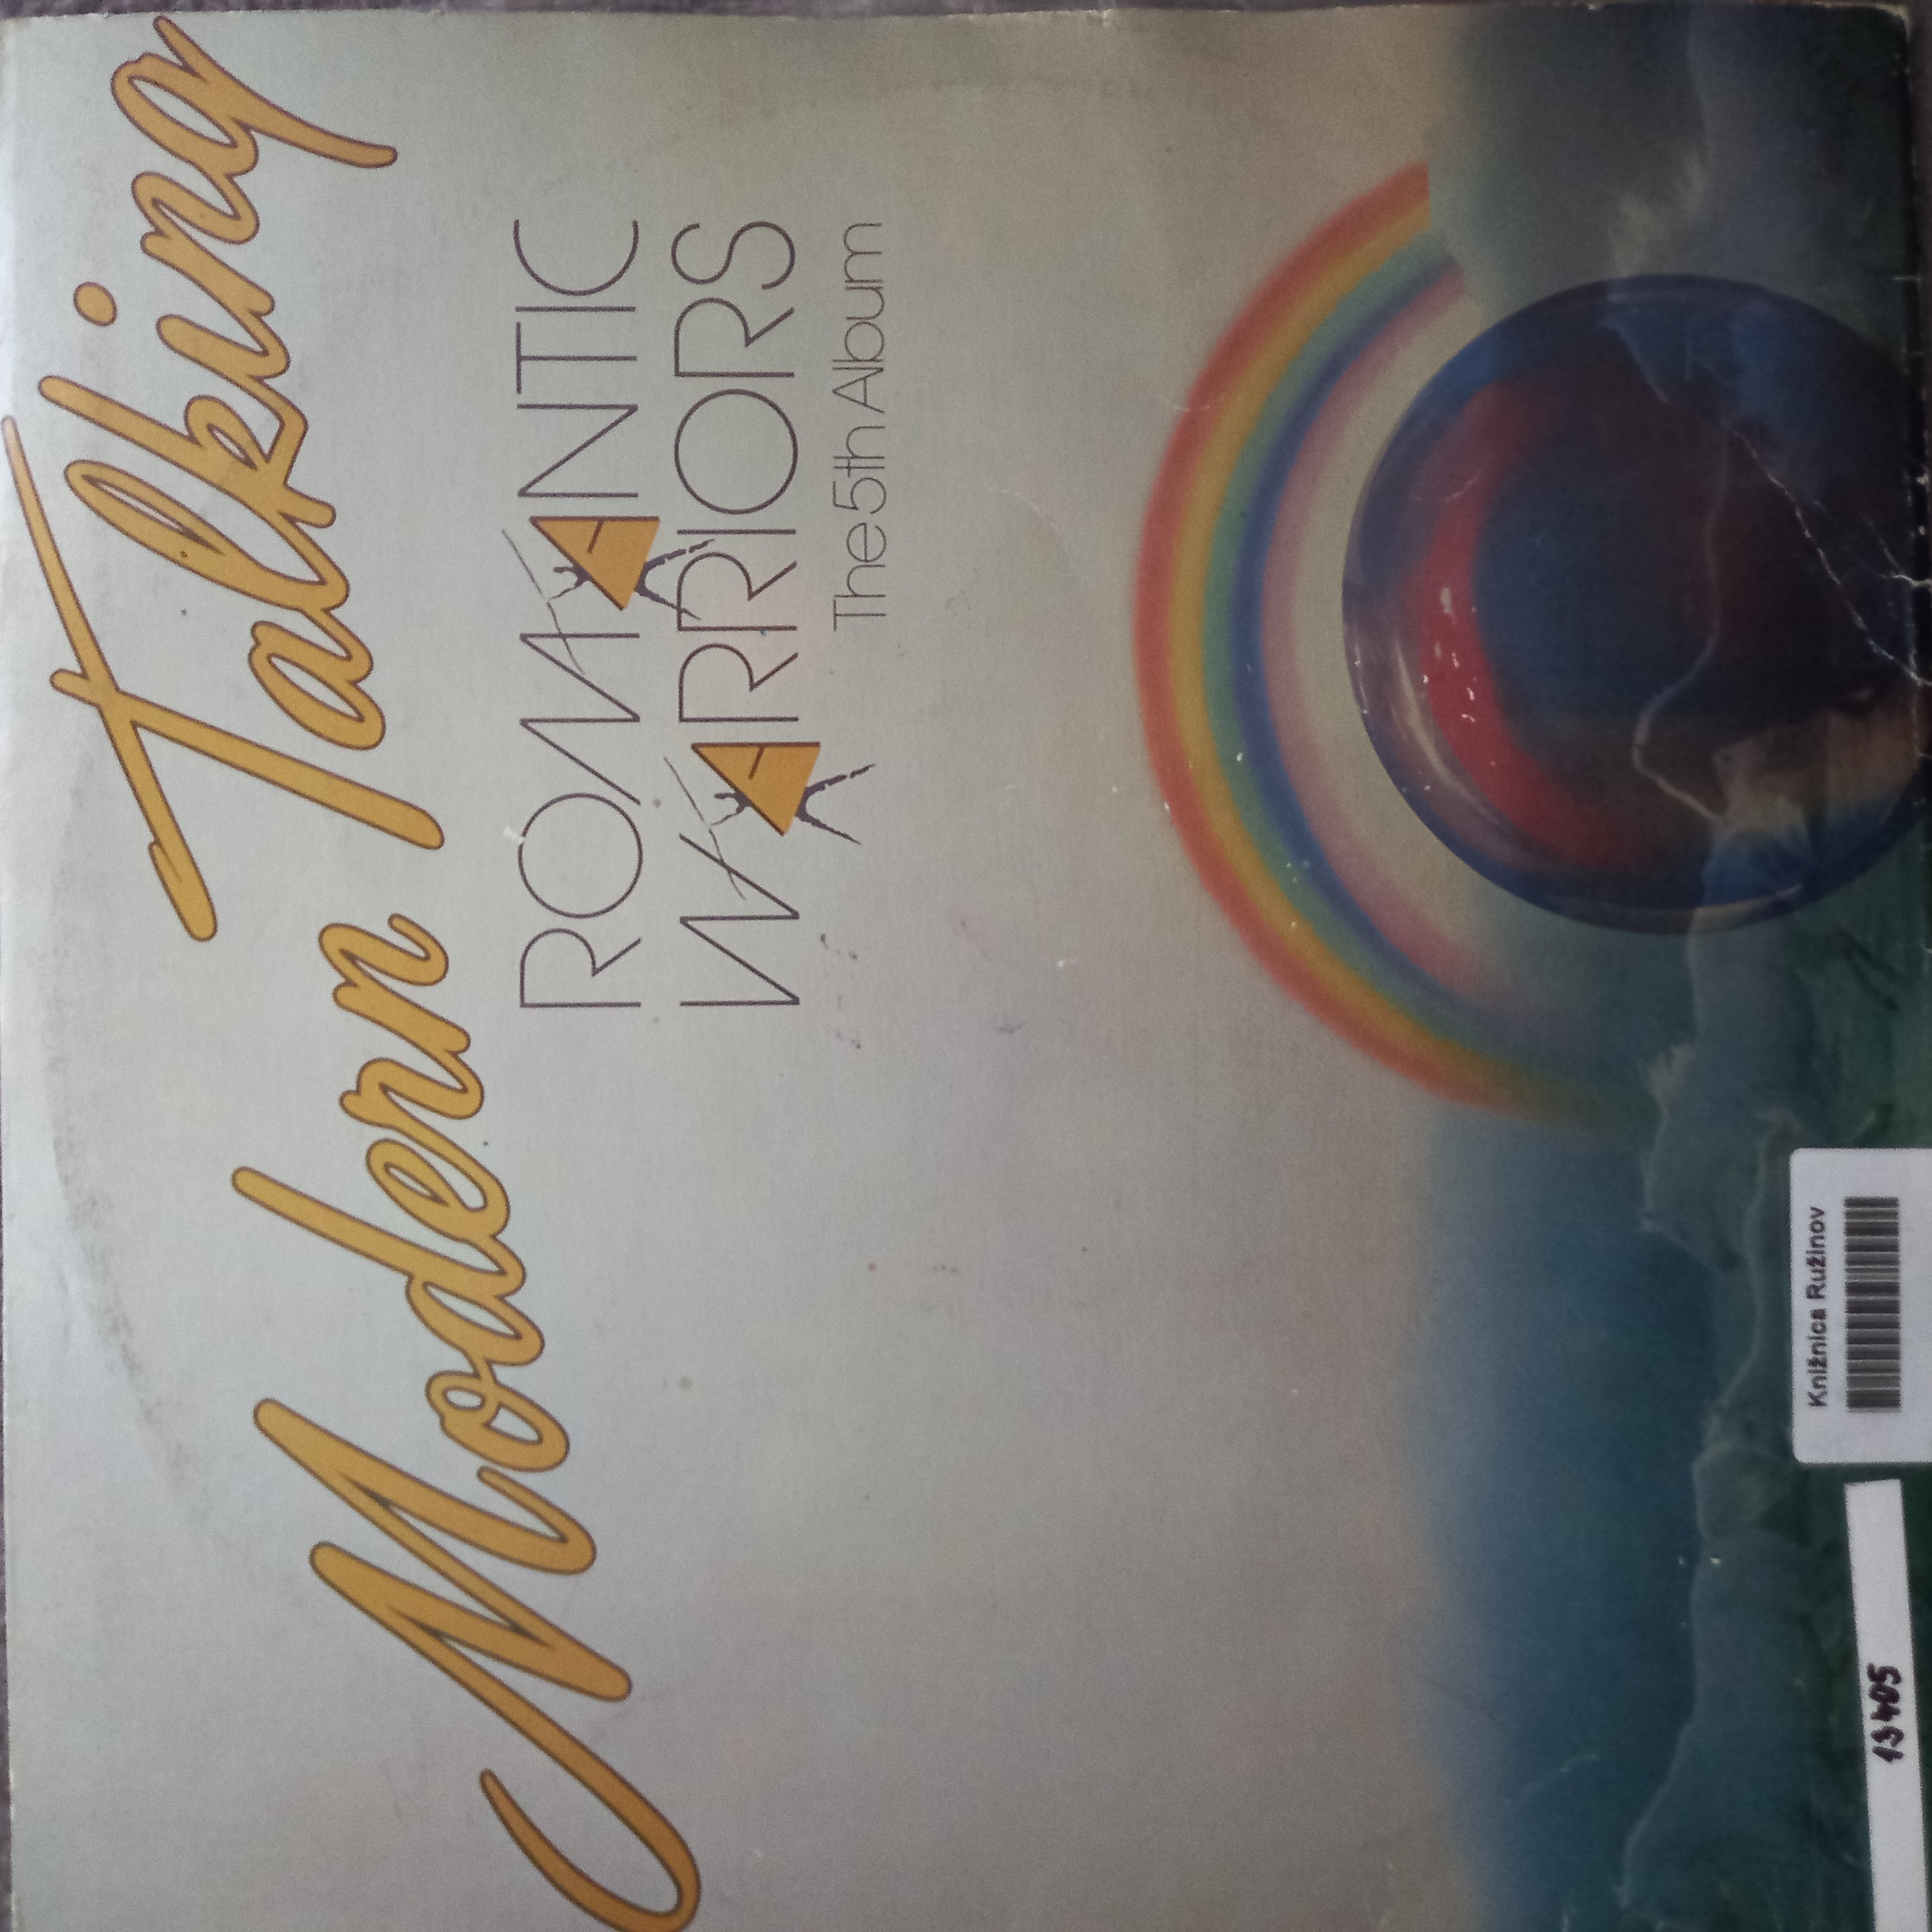 Modern Talking
ROMANTIC
WARRIORS
The 5th Album
Knižnica Ružinov
13405